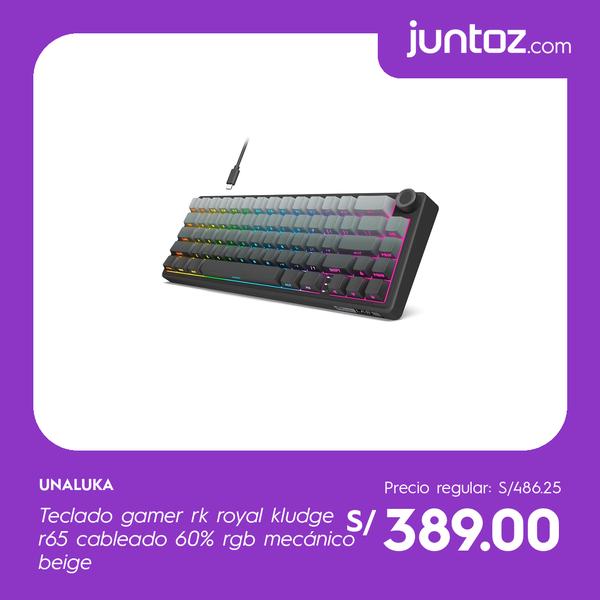 juntoz.com
UNALUKA
Teclado gamer rk royal kludge
r65 cableado 60% rgb mecánico
beige
Precio regular: S/486.25
S/389.00